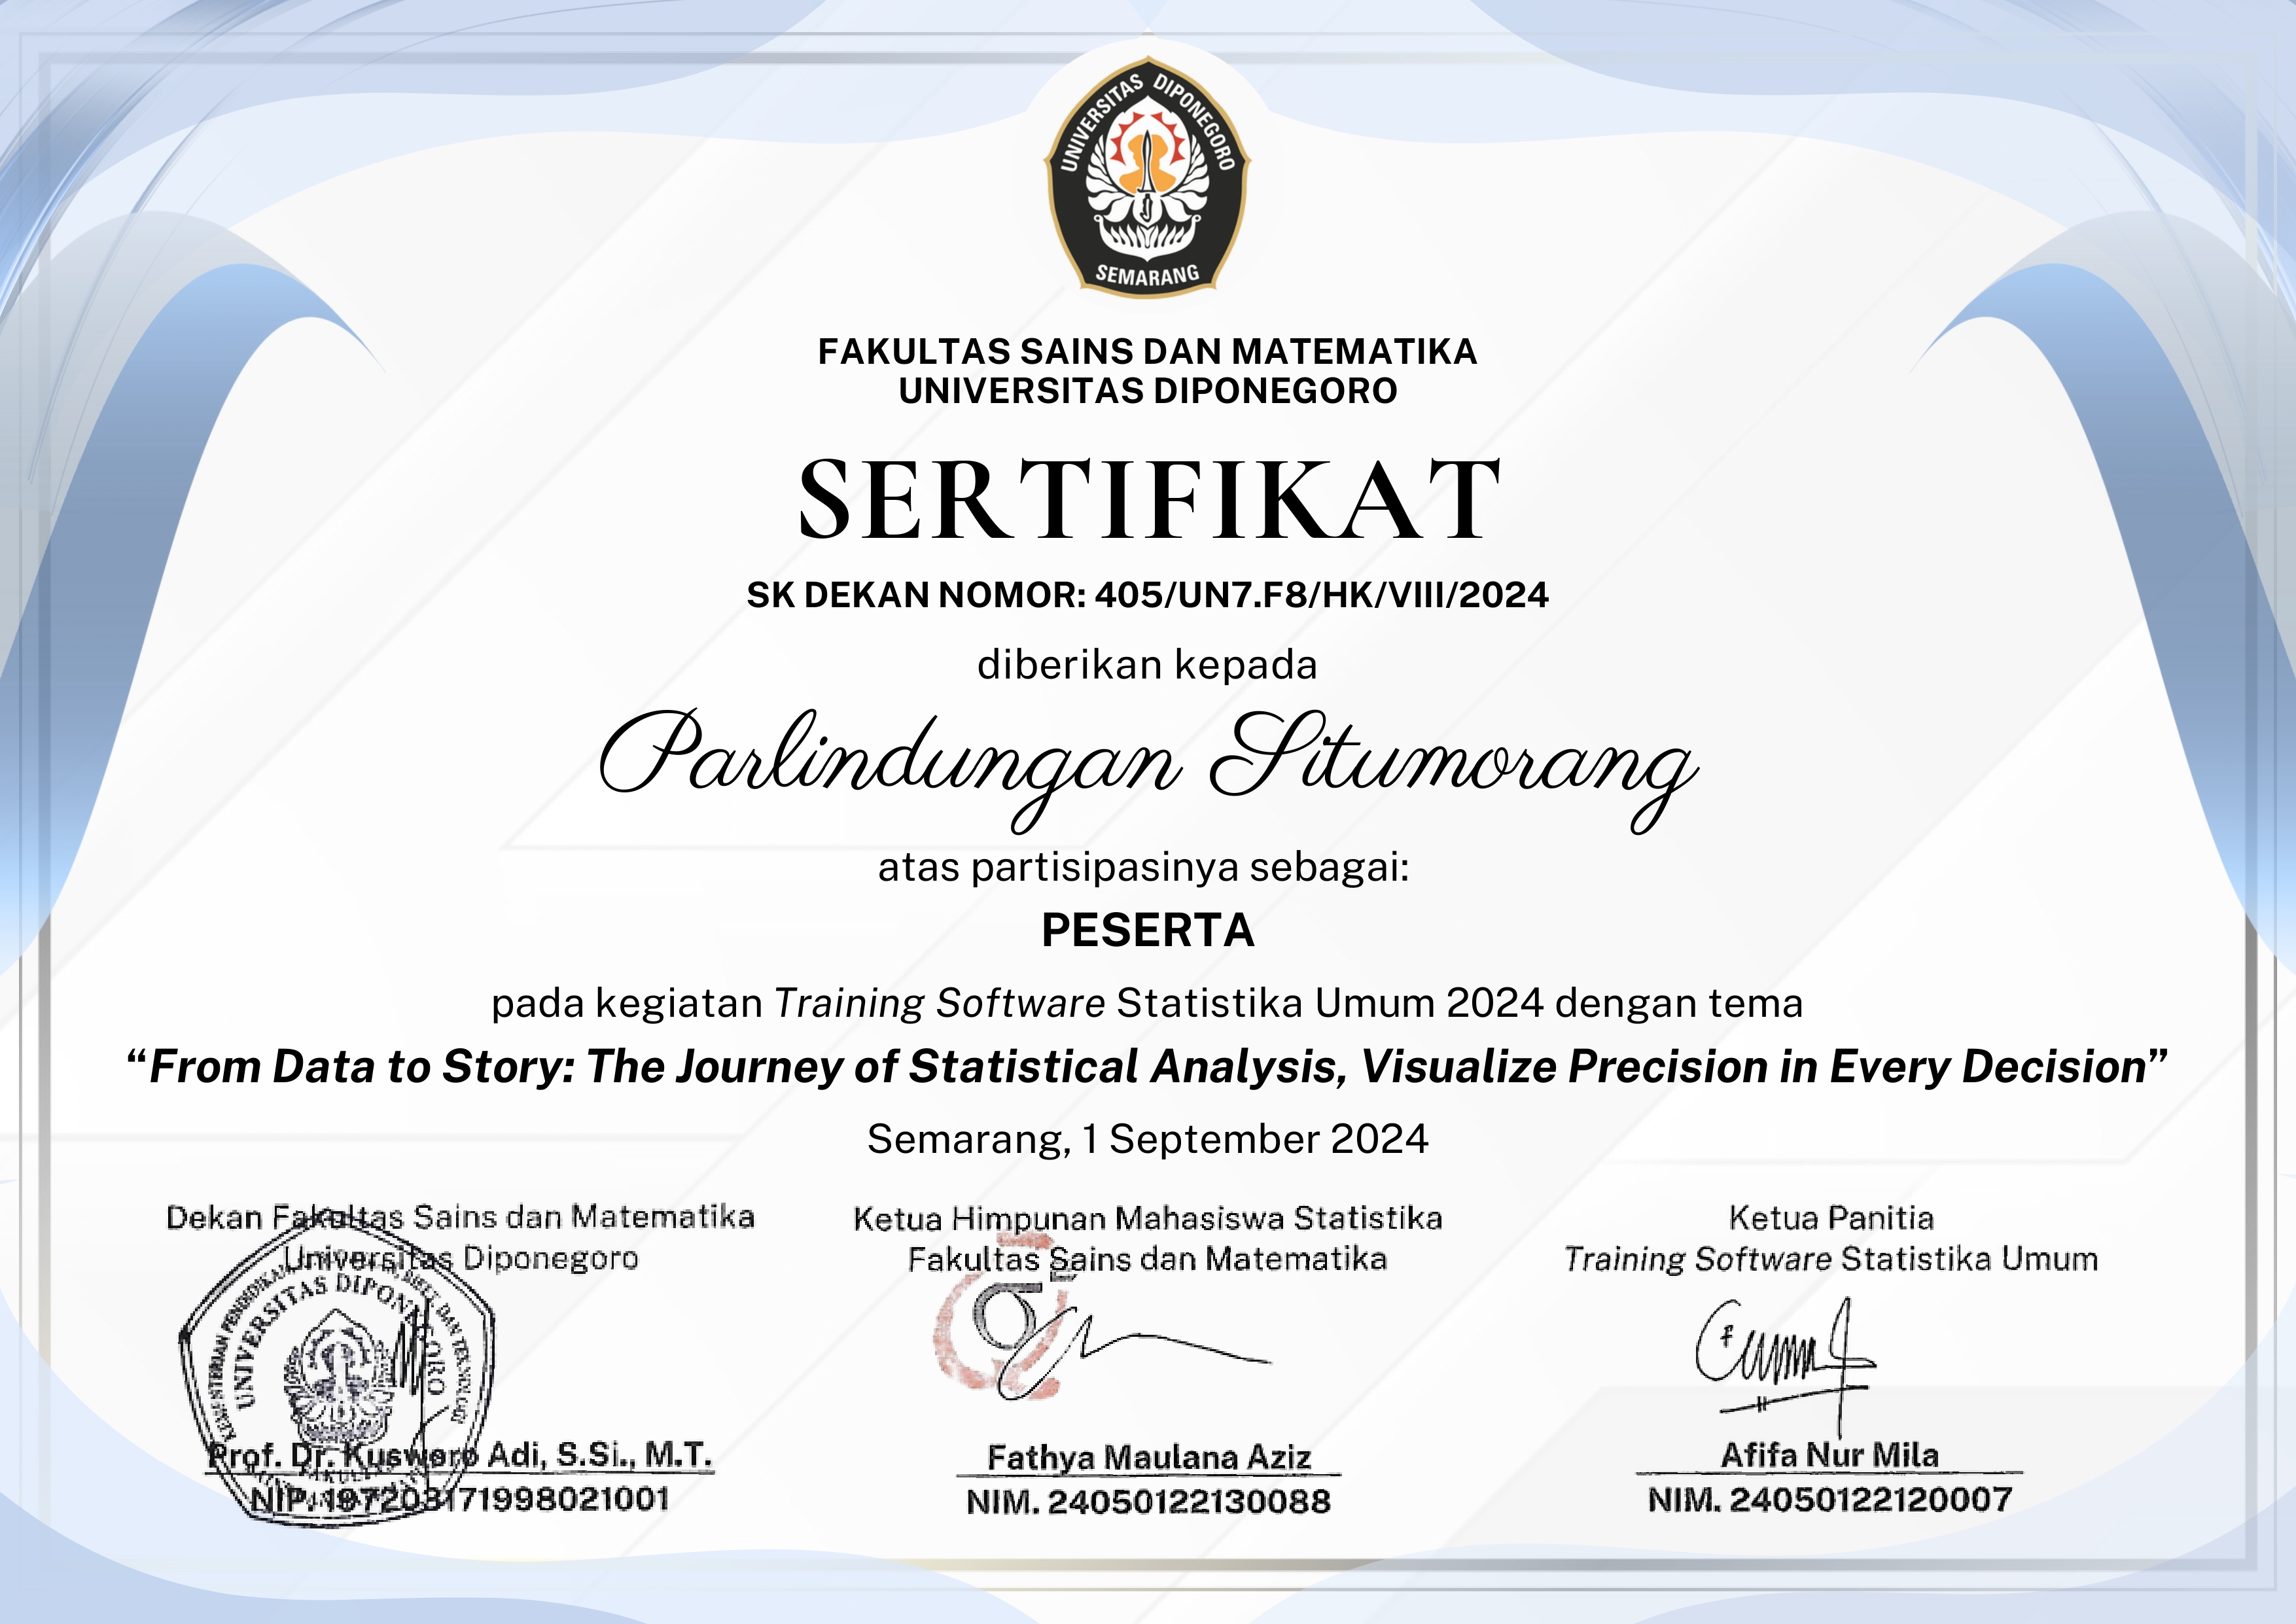 UNIVERSITAS DIPONEGORO
SEMARANG
FAKULTAS SAINS DAN MATEMATIKA
UNIVERSITAS DIPONEGORO
SERTIFIKAT
SK DEKAN NOMOR: 405/UN7.F8/HK/VIII/2024
diberikan kepada
Parlindungan Situmorang
atas partisipasinya sebagai:
PESERTA
pada kegiatan Training Software Statistika Umum 2024 dengan tema
“From Data to Story: The Journey of Statistical Analysis, Visualize Precision in Every Decision”
Semarang, 1 September 2024
Dekan Fakultas Sains dan Matematika
Universitas Diponegoro
UNIVERSITAS DIPONEGORO
Prof. Dr. Kusworo Adi, S.Si., M.T.
NIP. 197203171998021001
Ketua Himpunan Mahasiswa Statistika
Fakultas Sains dan Matematika
Fathya Maulana Aziz
NIM. 24050122130088
Ketua Panitia
Training Software Statistika Umum
Afifa Nur Mila
NIM. 24050122120007